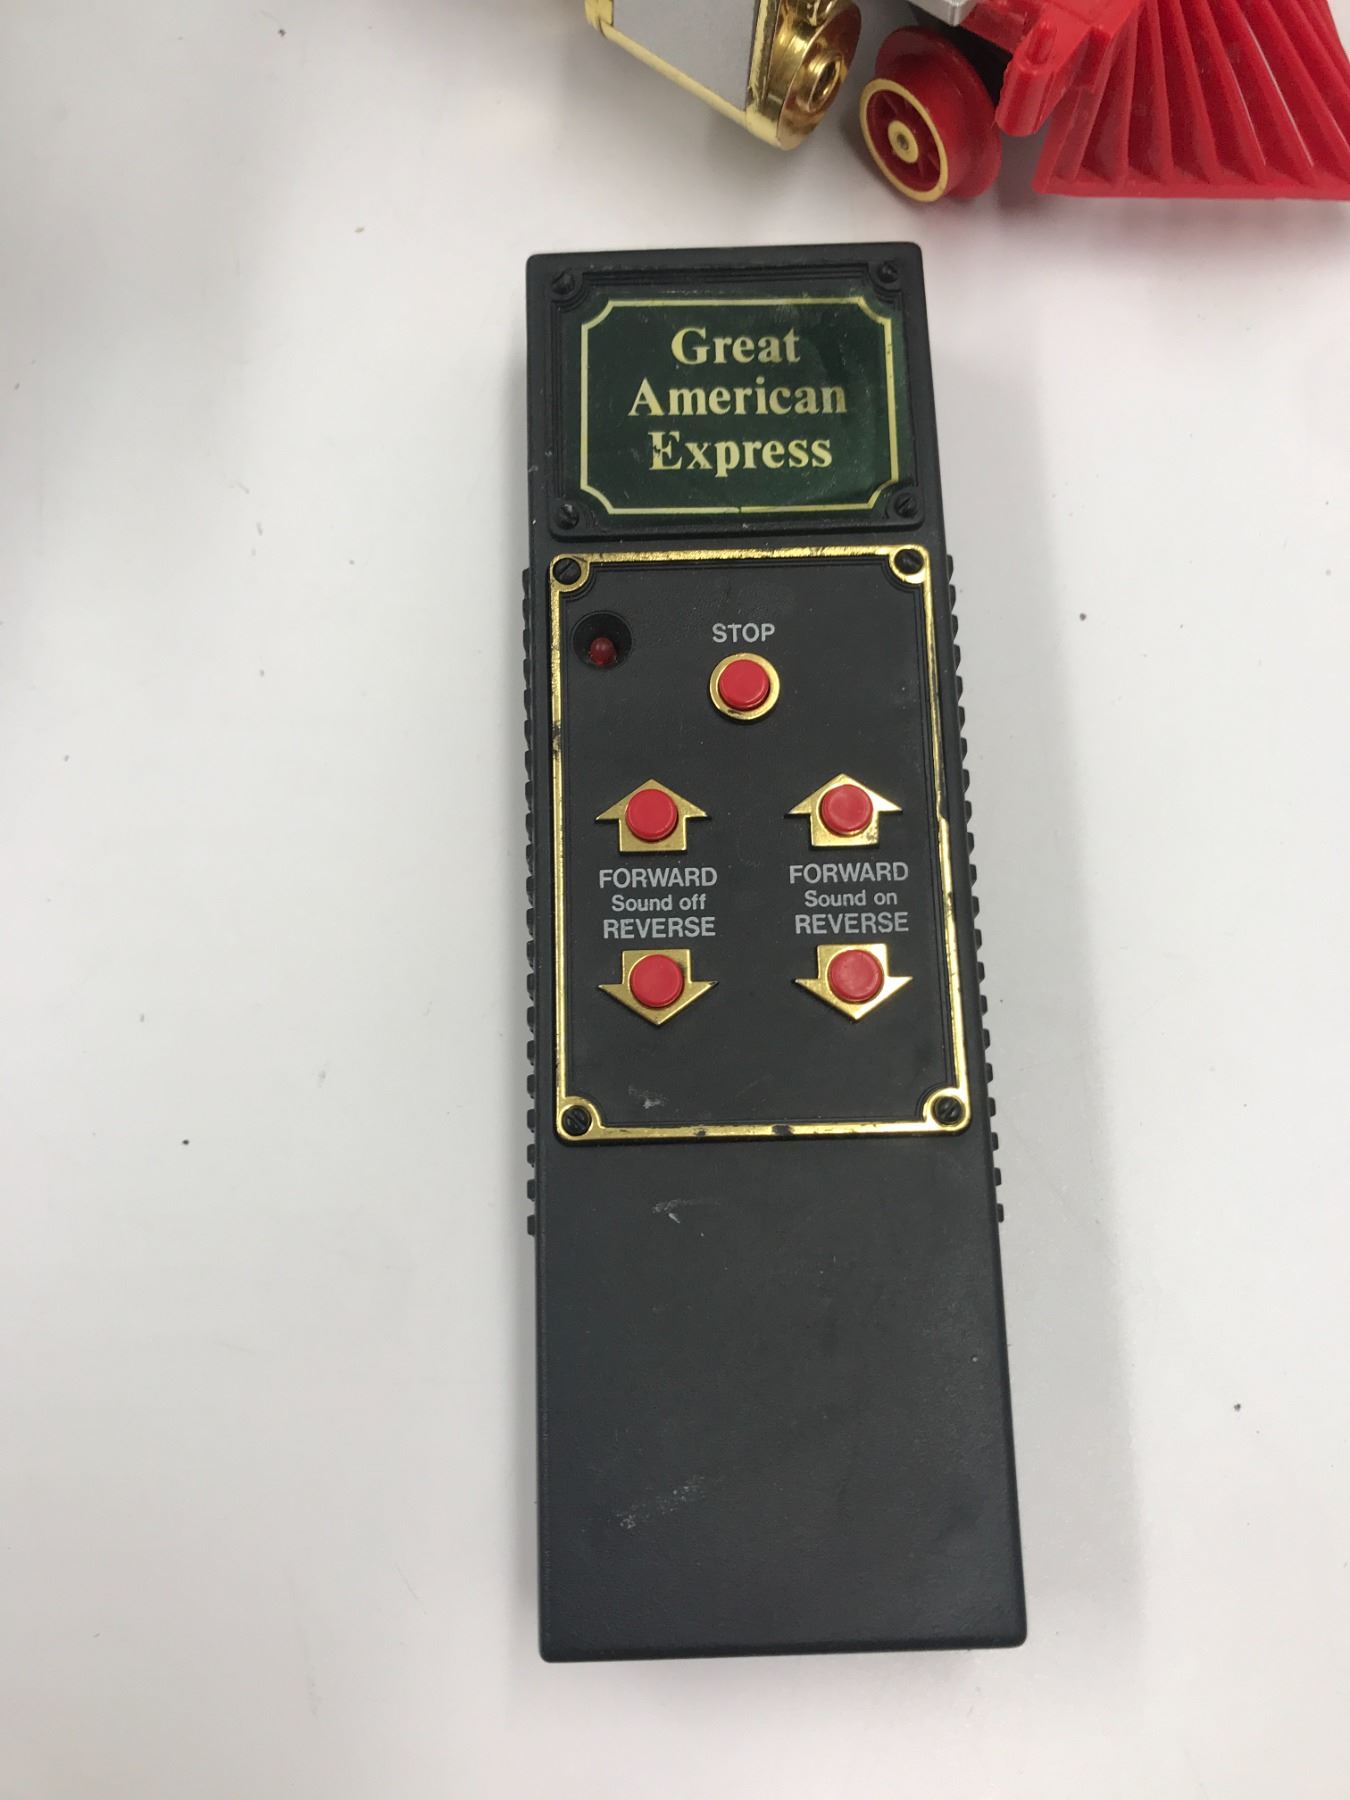 Great
American
Express
STOP
FORWARD
Sound off
REVERSE
FORWARD
Sound on
REVERSE